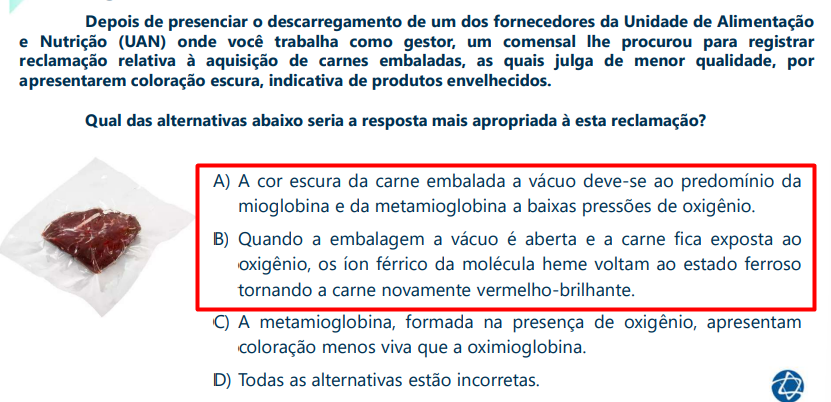 Depois de presenciar o descarregamento de um dos fornecedores da Unidade de Alimentação
e Nutrição (UAN) onde você trabalha como gestor, um comensal lhe procurou para registrar
reclamação relativa à aquisição de carnes embaladas, as quais julga de menor qualidade, por
apresentarem coloração escura, indicativa de produtos envelhecidos.
Qual das alternativas abaixo seria a resposta mais apropriada à esta reclamação?
A) A cor escura da carne embalada a vácuo deve-se ao predomínio da
mioglobina e da metamioglobina a baixas pressões de oxigênio.
B) Quando a embalagem a vácuo é aberta e a carne fica exposta ao
oxigênio, os íon férrico da molécula heme voltam ao estado ferroso
tornando a carne novamente vermelho-brilhante.
C) A metamioglobina, formada na presença de oxigênio, apresentam
coloração menos viva que a oximioglobina.
D) Todas as alternativas estão incorretas.